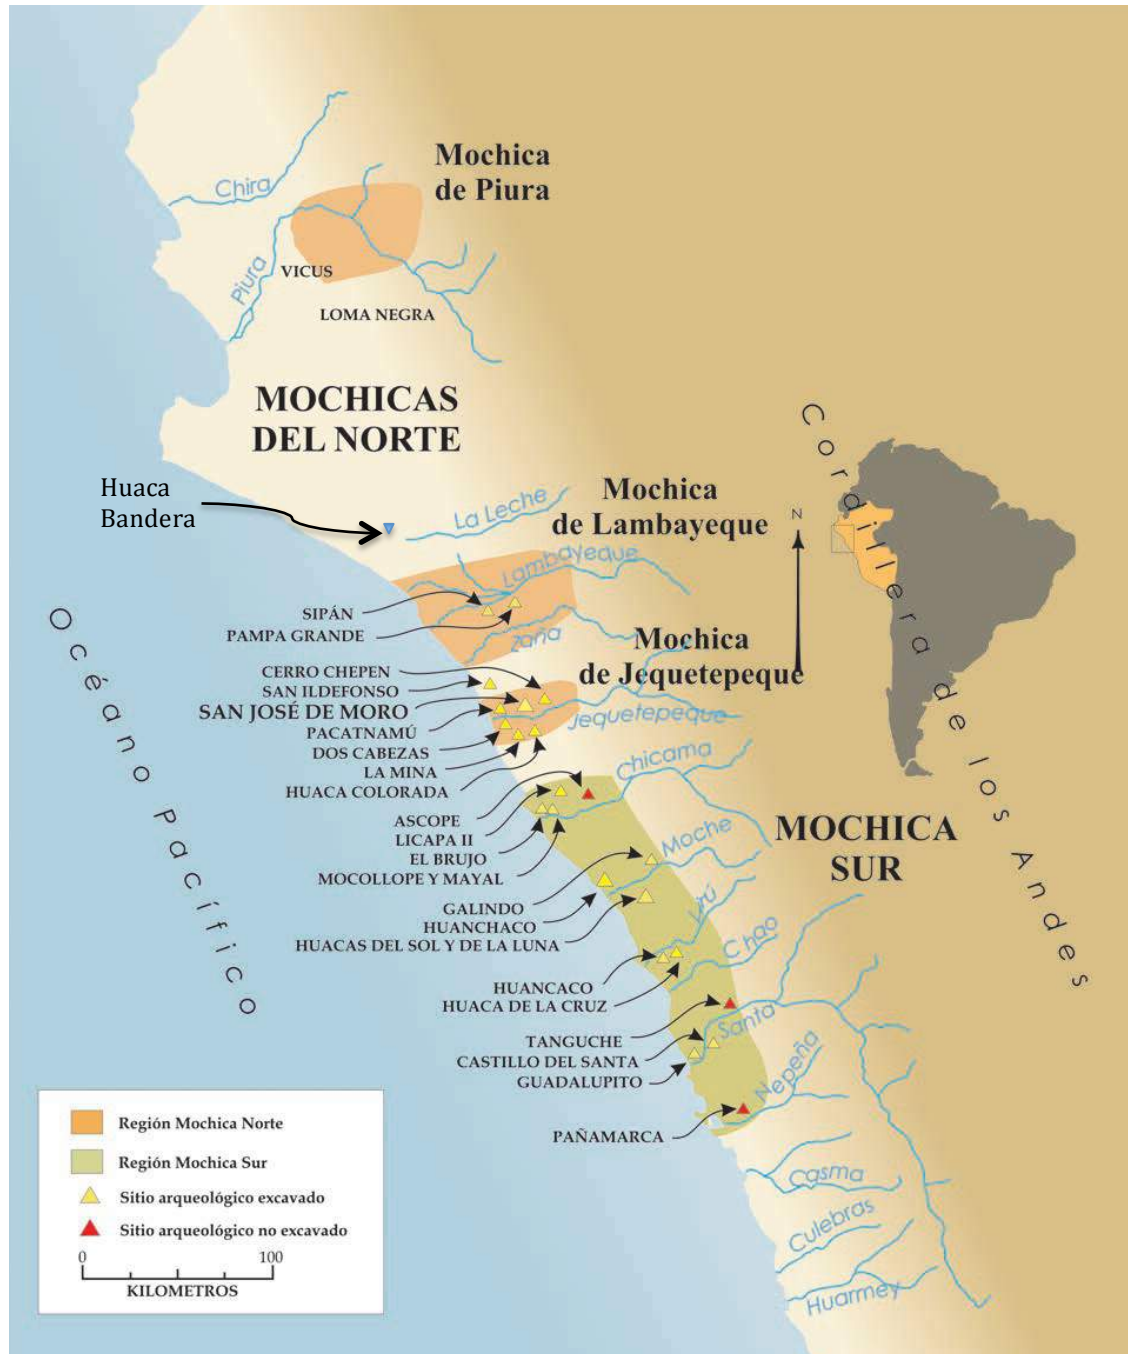 Mochica
de Piura
Chira
Piura
VICUS
LOMA NEGRA
MOCHICAS
DEL NORTE
Huaca
Bandera
La Leche
Mochica
de Lambayeque
Lambayeque
SIPÁN
PAMPA GRANDE
Zaña
Mochica
de Jequetepeque
CERRO CHEPEN
SAN ILDEFONSO
SAN JOSÉ DE MORO
PACATNAMÚ
DOS CABEZAS
LA MINA
HUACA COLORADA
Jequetepeque
Chicama
ASCOPE
LICAPA II
EL BRUJO
MOCOLLOPE Y MAYAL
Moche
MOCHICA
SUR
GALINDO
HUANCHACO
HUACAS DEL SOL Y DE LA LUNA
Virú
Chao
HUANCACO
HUACA DE LA CRUZ
Santa
TANGUCHE
CASTILLO DEL SANTA
GUADALUPITO
Nepeña
PAÑAMARCA
Casma
Culebras
Huarmey
Océano Pacífico
Cordillera de los Andes
N
Región Mochica Norte
Región Mochica Sur
Sitio arqueológico excavado
Sitio arqueológico no excavado
0 100
KILOMETROS